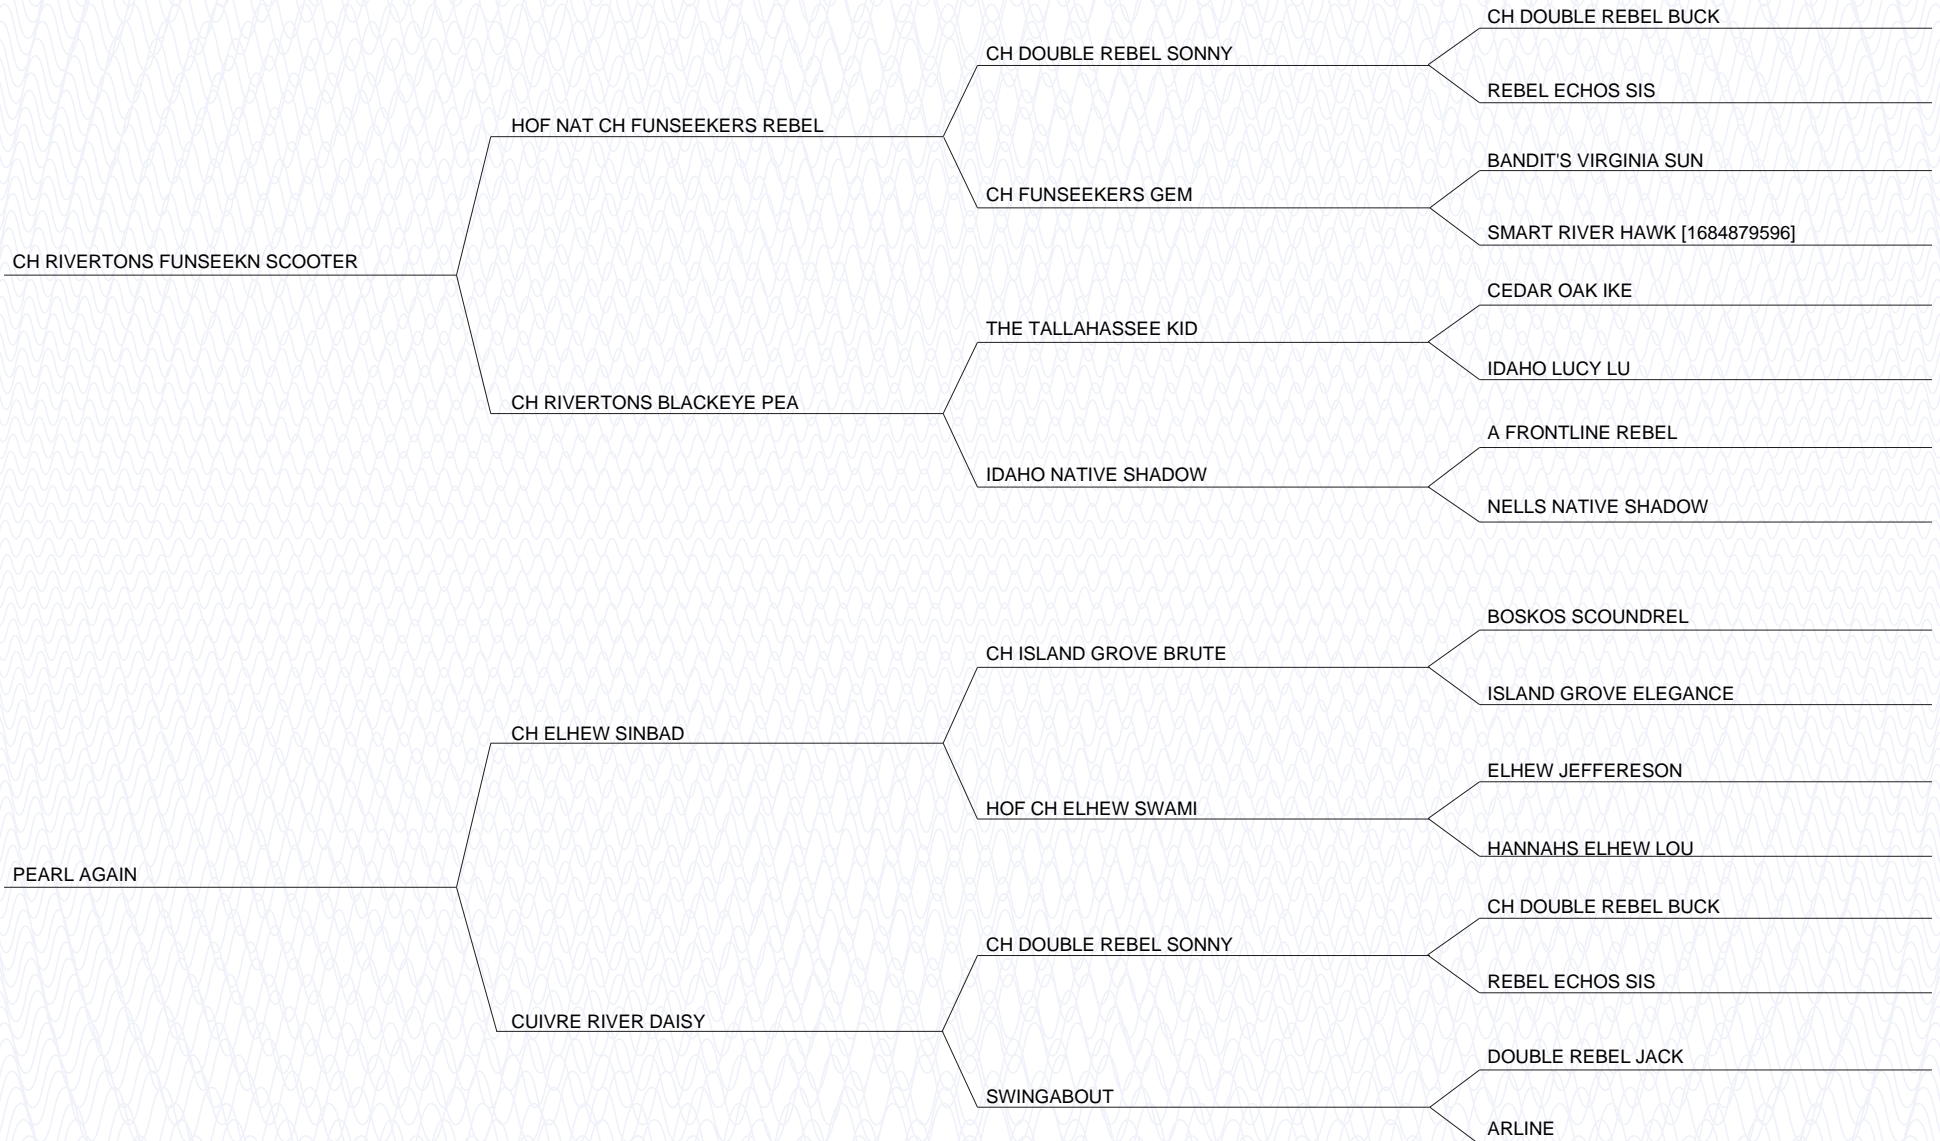 CH DOUBLE REBEL BUCK
CH DOUBLE REBEL SONNY
REBEL ECHOS SIS
HOF NAT CH FUNSEEKERS REBEL
BANDIT'S VIRGINIA SUN
CH FUNSEEKERS GEM
SMART RIVER HAWK [1684879596]
CH RIVERTONS FUNSEEKN SCOOTER
CEDAR OAK IKE
THE TALLAHASSEE KID
IDAHO LUCY LU
CH RIVERTONS BLACKEYE PEA
A FRONTLINE REBEL
IDAHO NATIVE SHADOW
NELLS NATIVE SHADOW
BOSKOS SCOUNDREL
CH ISLAND GROVE BRUTE
ISLAND GROVE ELEGANCE
CH ELHEW SINBAD
ELHEW JEFFERESON
HOF CH ELHEW SWAMI
HANNAHS ELHEW LOU
PEARL AGAIN
CH DOUBLE REBEL BUCK
CH DOUBLE REBEL SONNY
REBEL ECHOS SIS
CUIVRE RIVER DAISY
DOUBLE REBEL JACK
SWINGABOUT
ARLINE